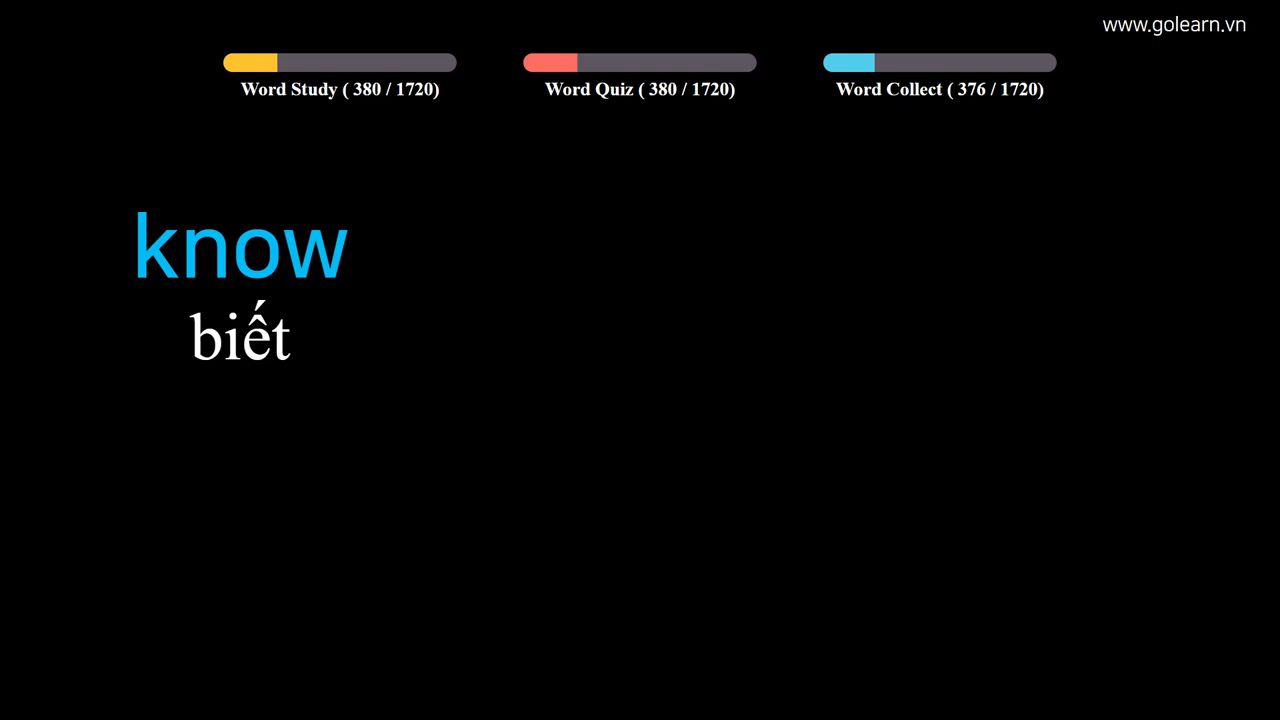 www.golearn.vn
Word Study ( 380 / 1720)
Word Quiz ( 380 / 1720)
Word Collect ( 376 / 1720)
know
biết